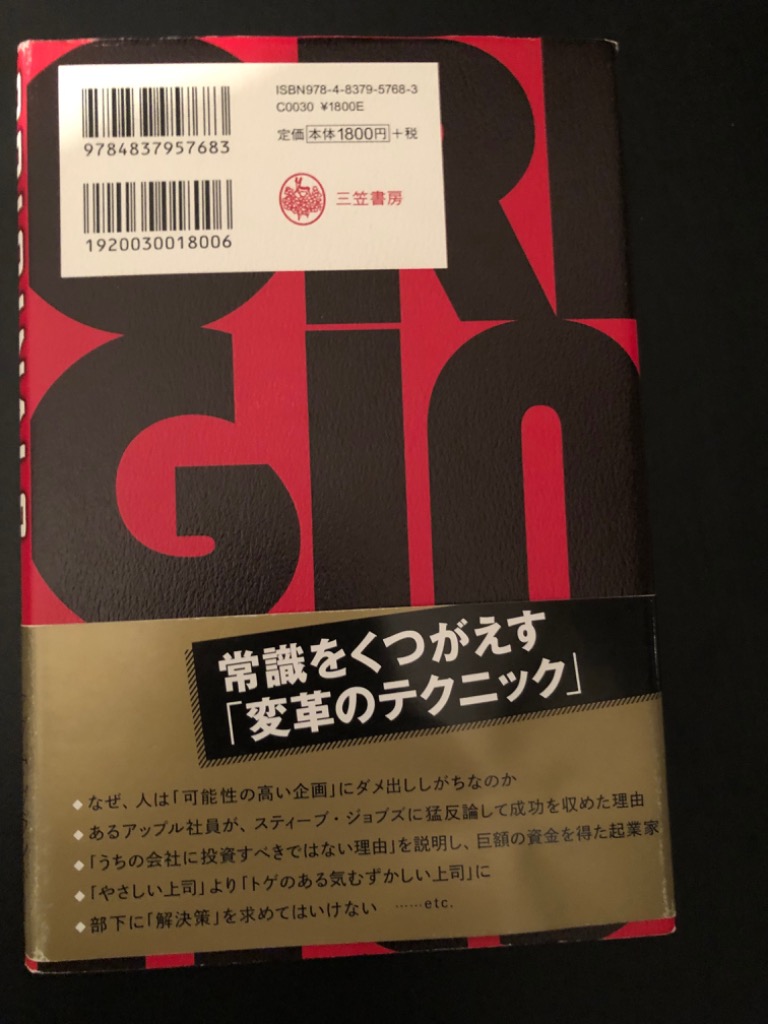 ORI
GIN
ISBN978-4-8379-5768-3
C0030 ¥1800E
定価 本体1800円 +税
9784837957683
三笠書房
1920030018006
常識をくつがえす
「変革のテクニック」
◆なぜ、人は「可能性の高い企画」にダメ出ししがちなのか
◆あるアップル社員が、スティーブ・ジョブズに猛反論して成功を収めた理由
◆「うちの会社に投資すべきではない理由」を説明し、巨額の資金を得た起業家
◆「やさしい上司」より「トゲのある気むずかしい上司」に
◆部下に「解決策」を求めてはいけない ……etc.